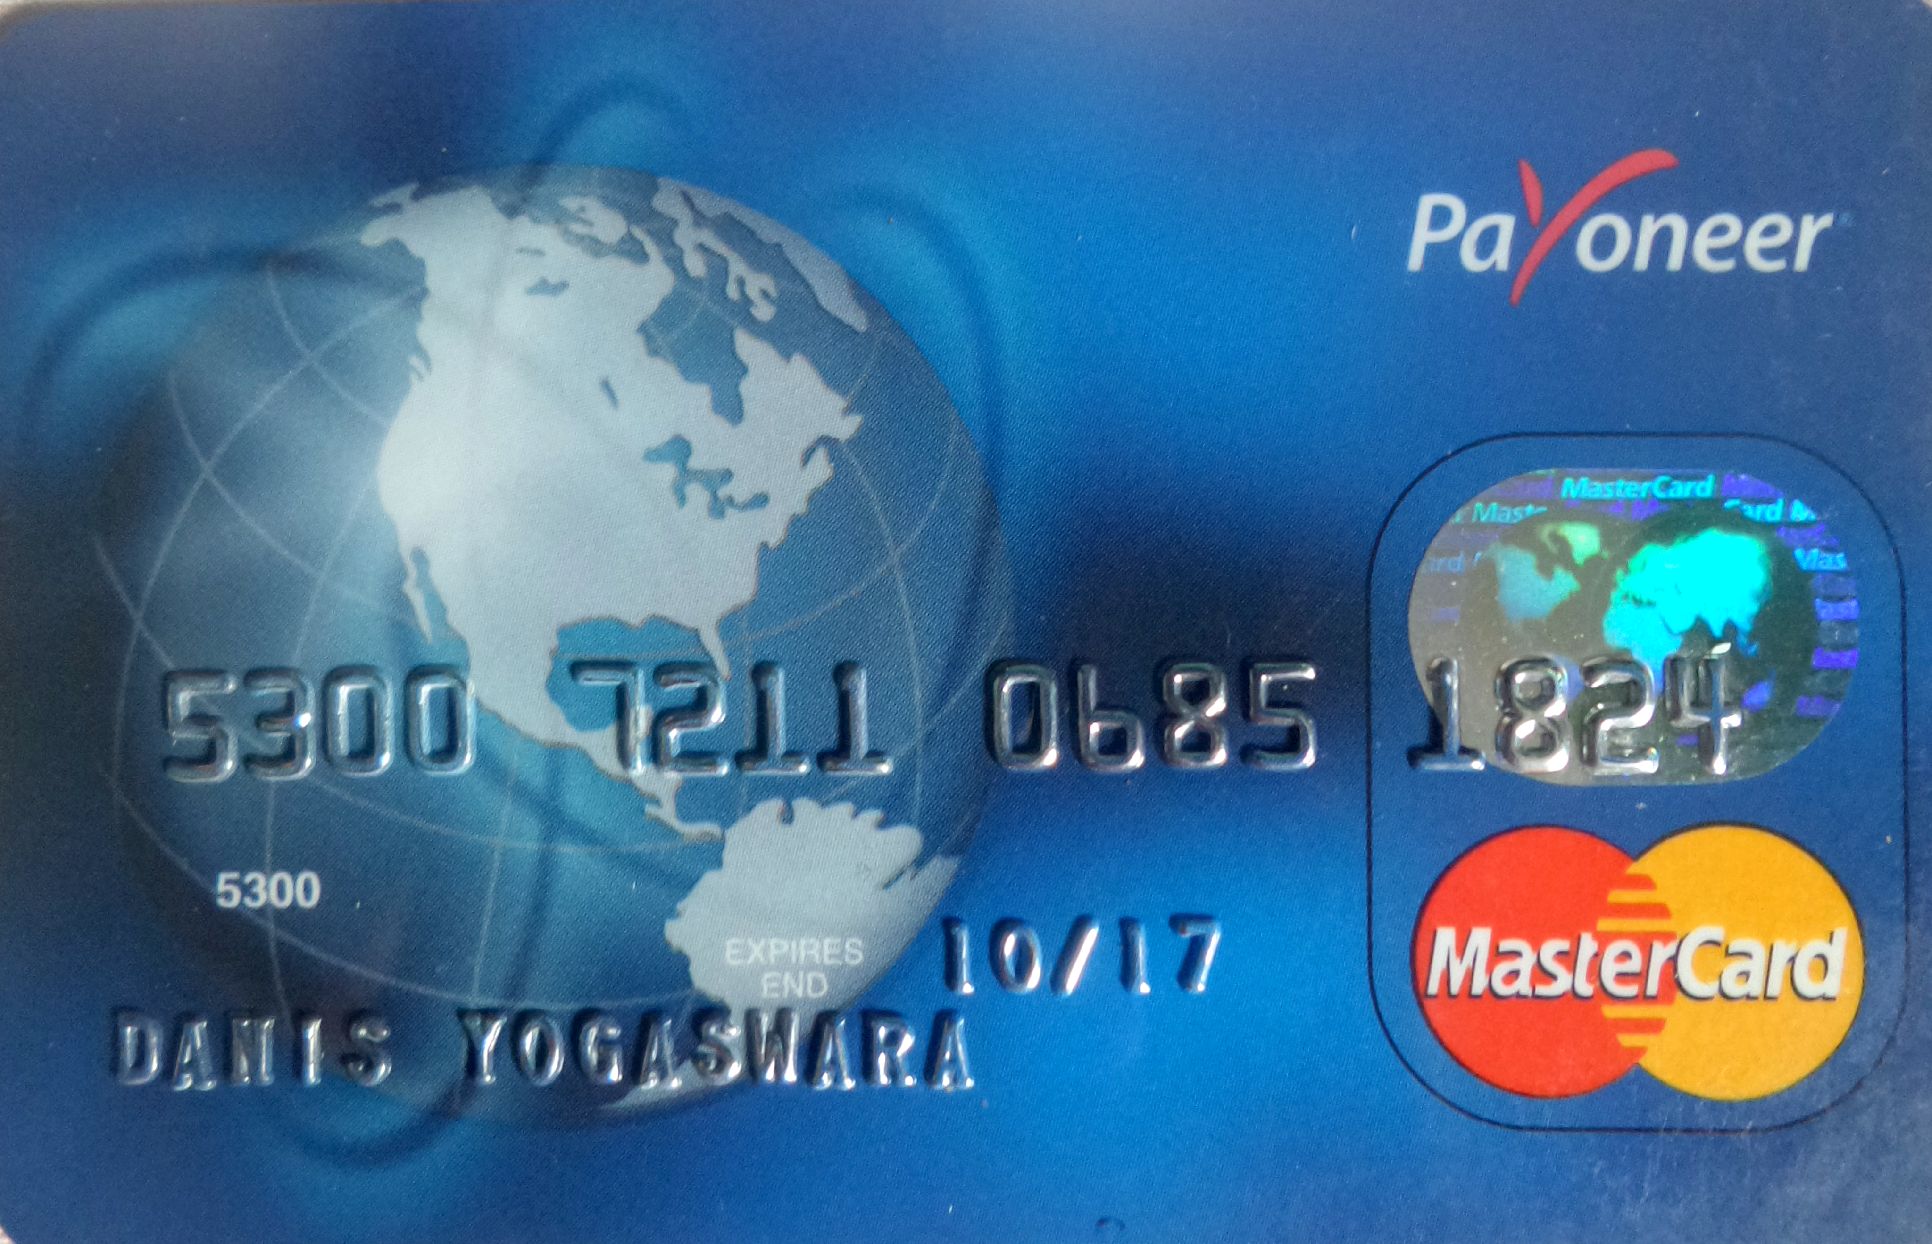 PaYoneer
MasterCard
5300 7211 0685 1824
5300
EXPIRES
END
10/17
DANIS YOGASWARA
MasterCard